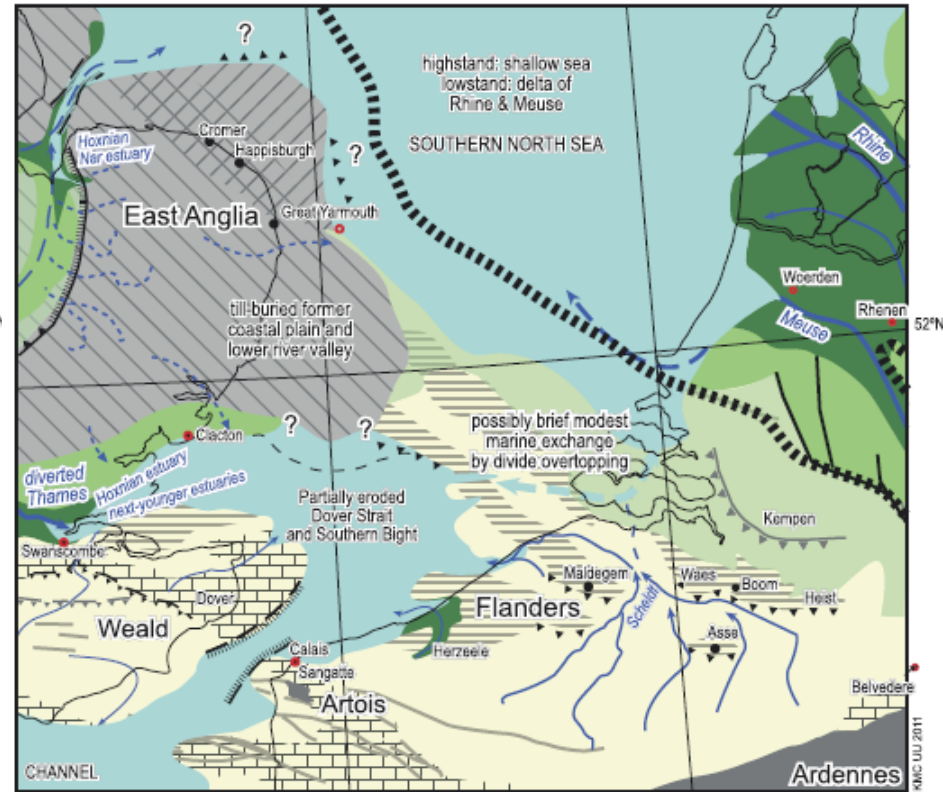 ?
highstand: shallow sea
lowstand: delta of
Rhine & Meuse
SOUTHERN NORTH SEA
Hoxnian
Nar estuary
Cromer
Happisburgh
?
Rhine
East Anglia
Great Yarmouth
Woerden
Rhenen
Meuse
52°N
till-buried former
coastal plain and
lower river valley
Clacton
?
?
possibly brief modest
marine exchange
by divide overtopping
diverted
Thames
Hoxnian estuary
next-younger estuaries
Partially eroded
Dover Strait
and Southern Bight
Kempen
Swanscombe
Maldegem
Waes
Boom
Heist
Dover
Weald
Flanders
Scheldt
Asse
Herzeele
Calais
Sangatte
Artois
Belvedere
CHANNEL
Ardennes
KMC UU 2011